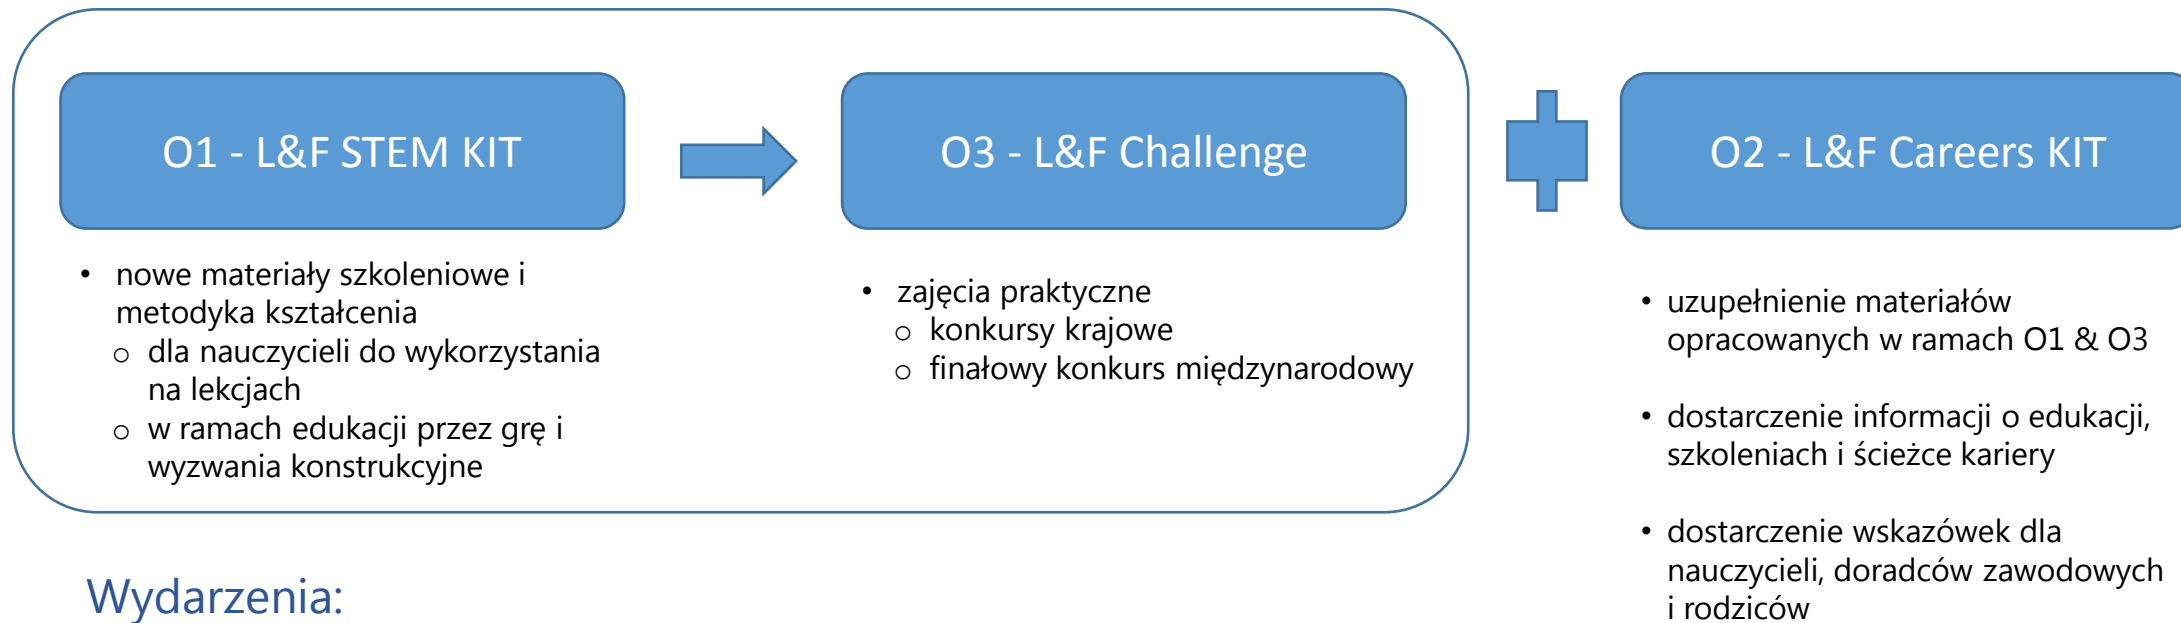 O1 - L&F STEM KIT
• nowe materiały szkoleniowe i
metodyka kształcenia
o dla nauczycieli do wykorzystania
na lekcjach
o w ramach edukacji przez grę i
wyzwania konstrukcyjne
O3 - L&F Challenge
• zajęcia praktyczne
o konkursy krajowe
o finałowy konkurs międzynarodowy
O2 - L&F Careers KIT
• uzupełnienie materiałów
opracowanych w ramach O1 & O3
• dostarczenie informacji o edukacji,
szkoleniach i ścieżce kariery
• dostarczenie wskazówek dla
nauczycieli, doradców zawodowych
i rodziców
Wydarzenia: